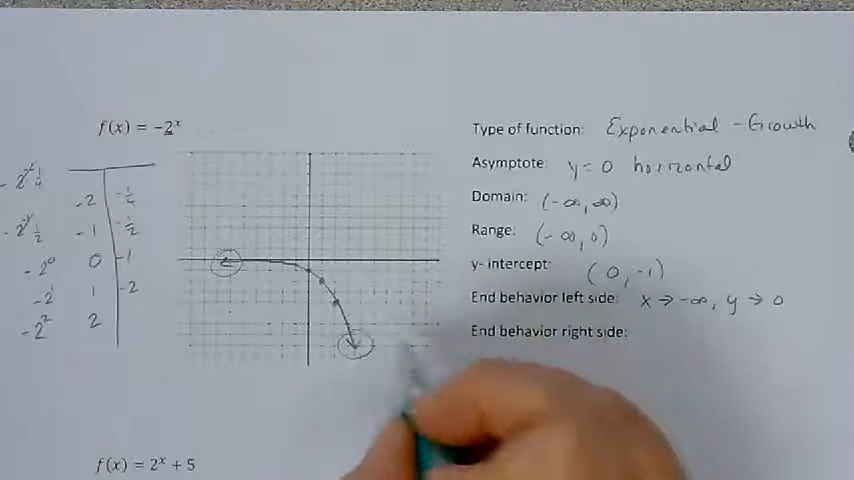 f(x) = -2ˣ
Type of function: Exponential - Growth
Asymptote: y = 0 horizontal
Domain: (-∞, ∞)
Range: (-∞, 0)
y- intercept: (0, -1)
End behavior left side: x → -∞, y → 0
End behavior right side:
-2 -1/4
-1 -1/2
-2⁰ 0 -1
-2¹ 1 -2
-2² 2
f(x) = 2ˣ + 5